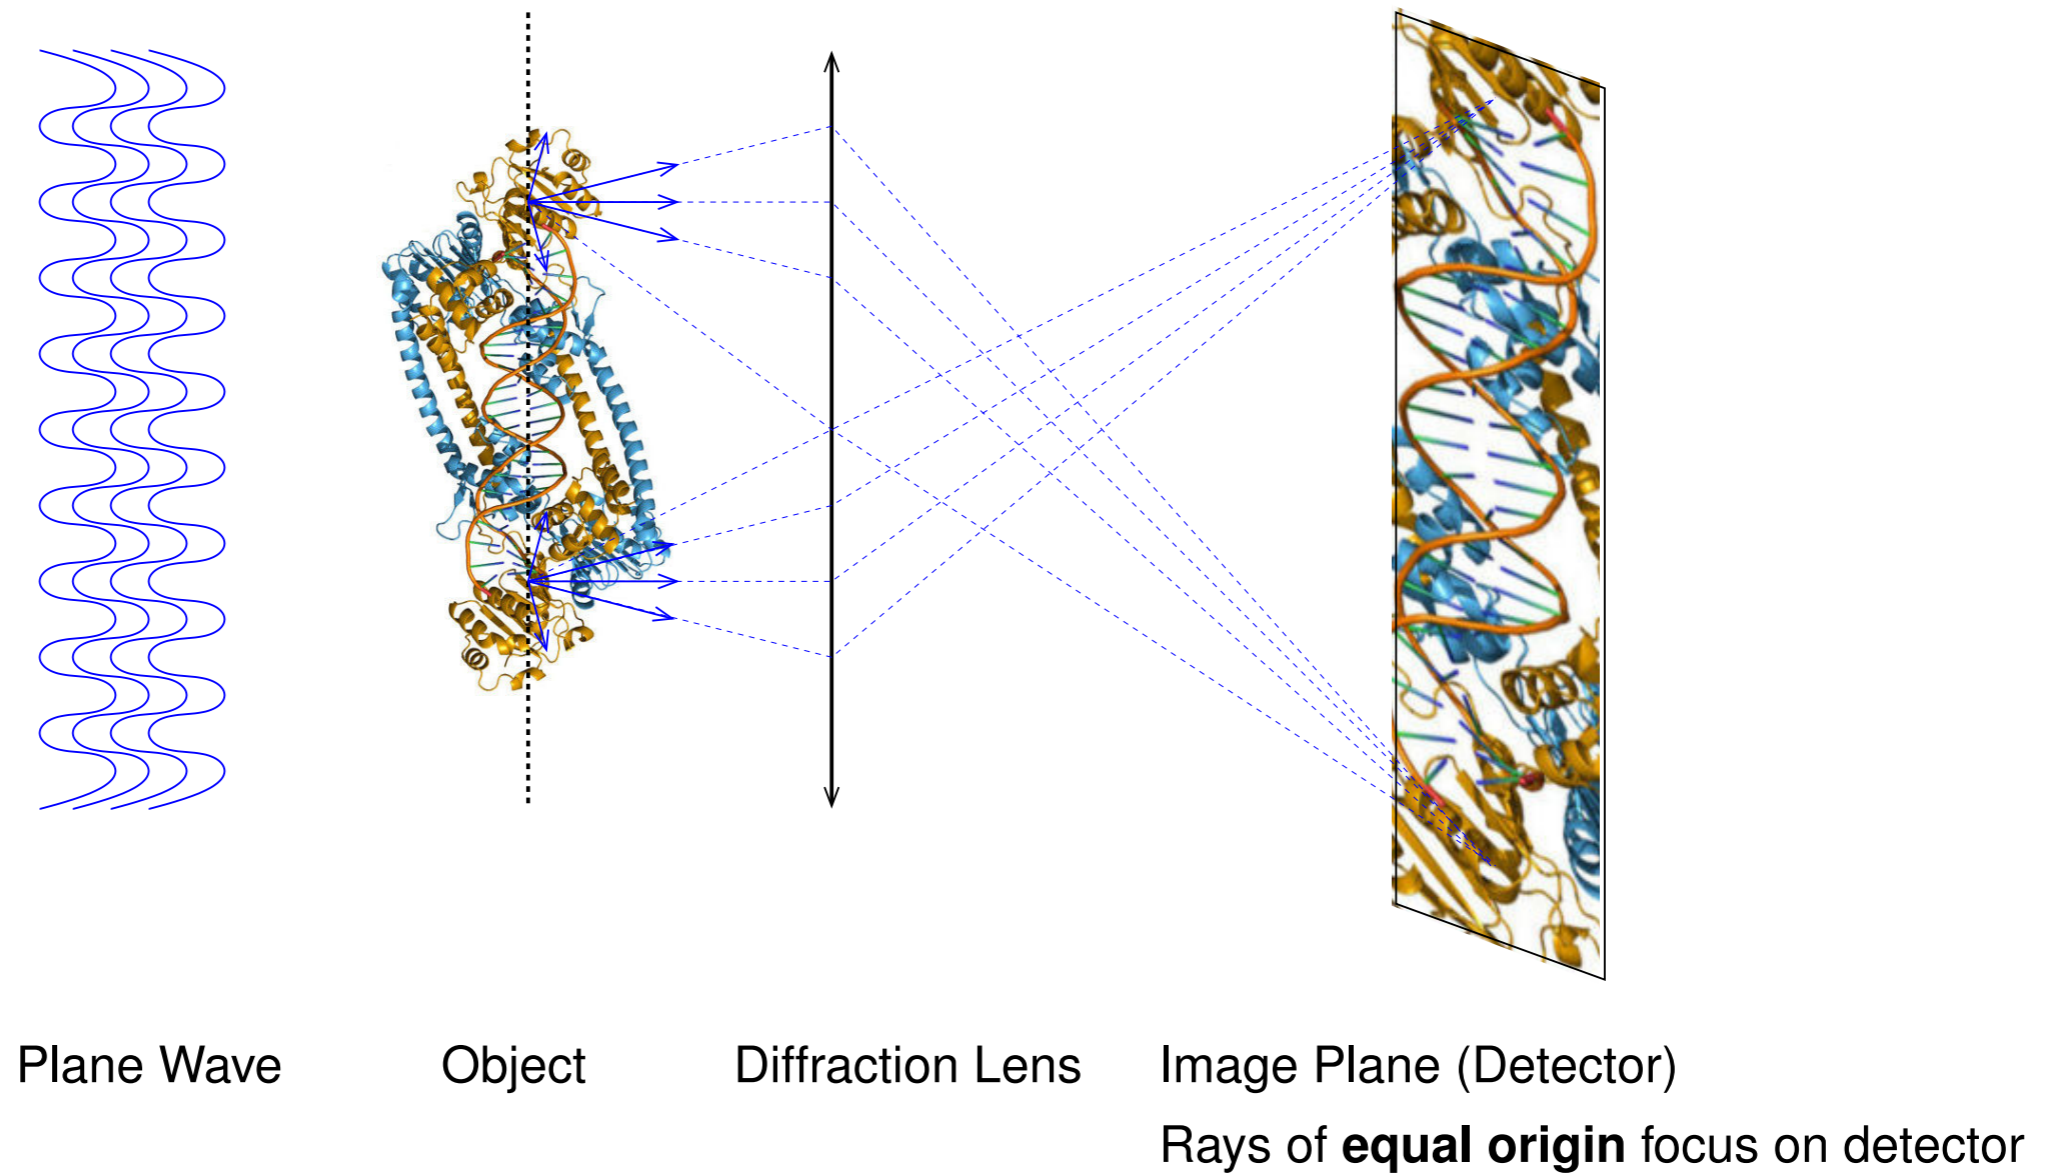 Plane Wave
Object
Diffraction Lens
Image Plane (Detector)
Rays of equal origin focus on detector